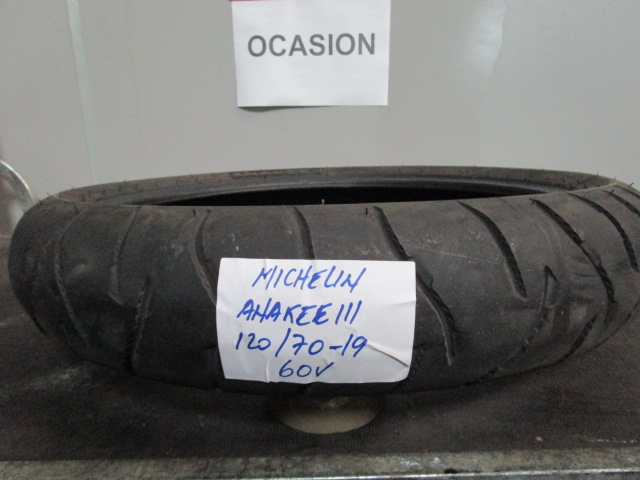 OCASION
MICHELIN
ANAKEE III
120/70-19
60V